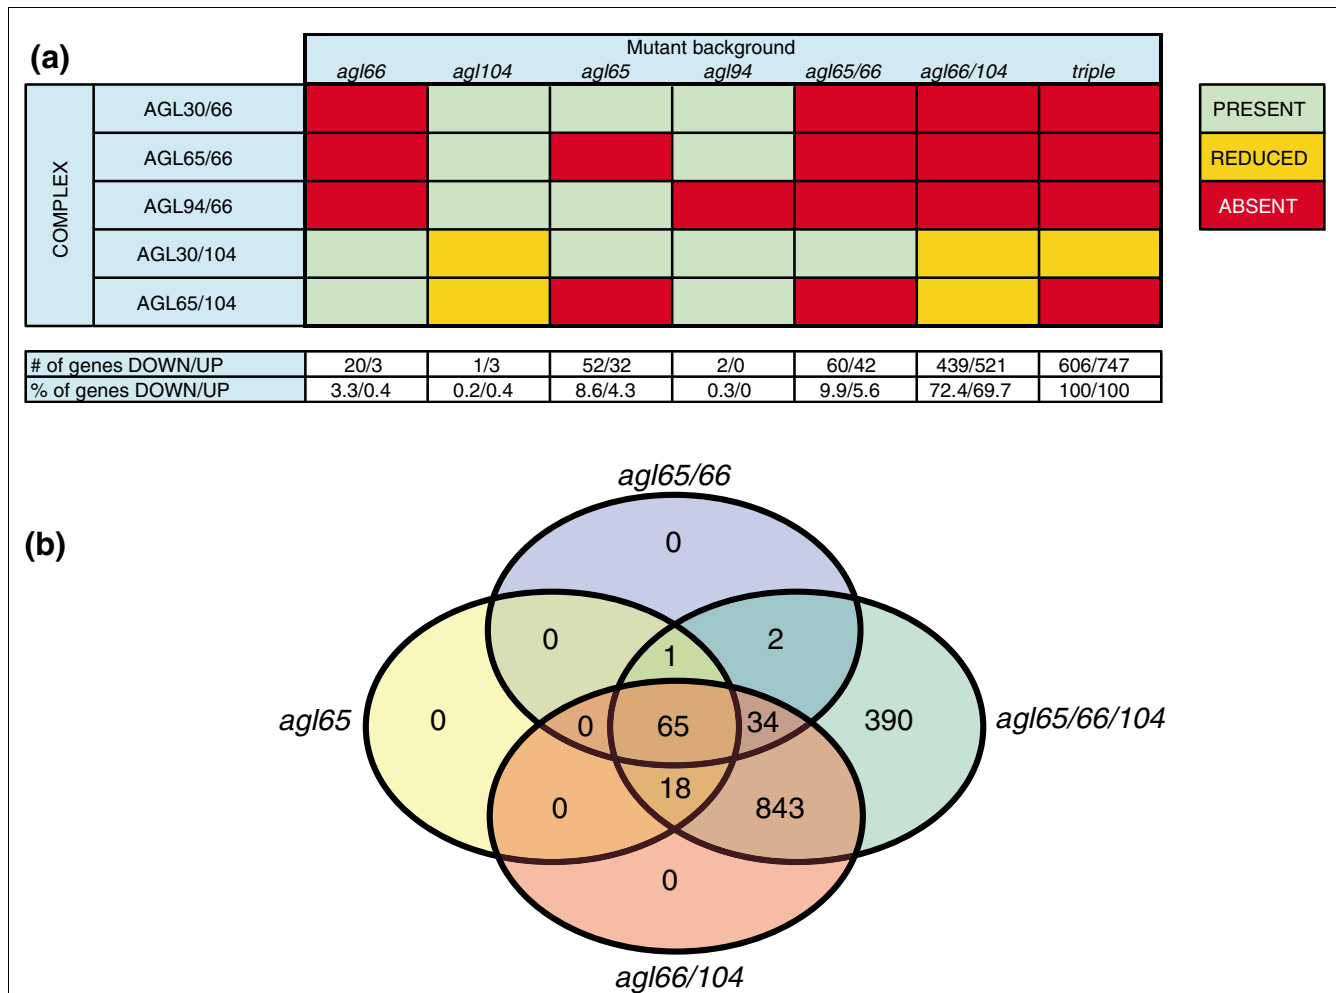 (a)
Mutant background
agl66 agl104 agl65 agl94 agl65/66 agl66/104 triple
COMPLEX
AGL30/66
AGL65/66
AGL94/66
AGL30/104
AGL65/104
PRESENT
REDUCED
ABSENT
# of genes DOWN/UP 20/3 1/3 52/32 2/0 60/42 439/521 606/747
% of genes DOWN/UP 3.3/0.4 0.2/0.4 8.6/4.3 0.3/0 9.9/5.6 72.4/69.7 100/100
(b)
agl65/66
0
0 1 2
agl65 0 0 65 34 390 agl65/66/104
0 18 843
0
agl66/104